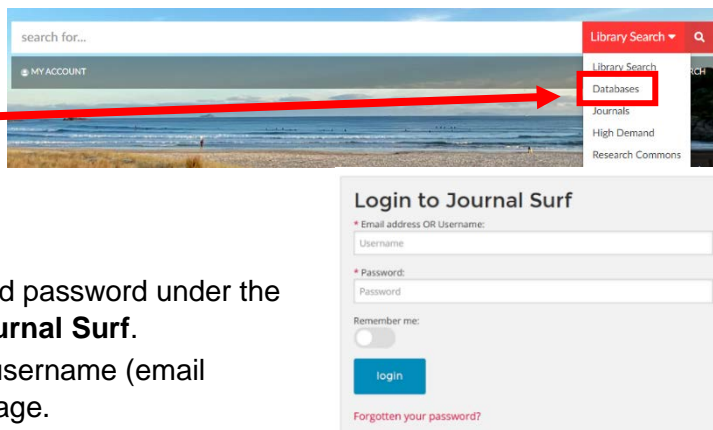 search for...
Library Search
MY ACCOUNT
Library Search
RCH
Databases
Journals
High Demand
Research Commons
Login to Journal Surf
* Email address OR Username:
Username
* Password:
Password
Remember me:
login
Forgotten your password?
d password under the
urnal Surf.
username (email
age.